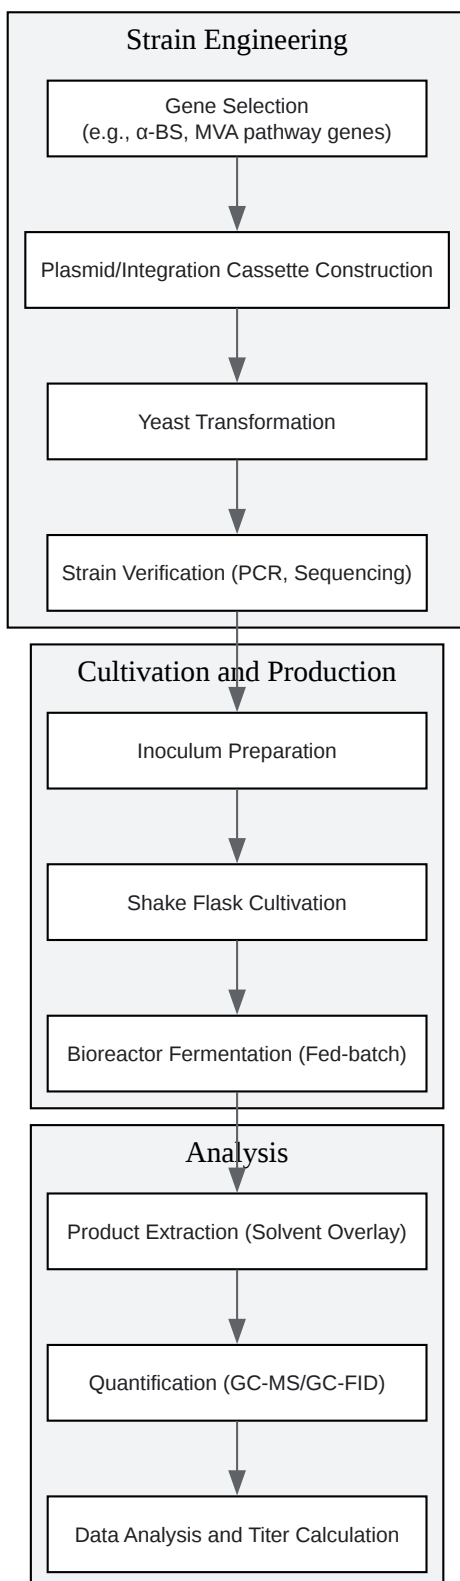 Strain Engineering
Gene Selection
(e.g., α-BS, MVA pathway genes)
Plasmid/Integration Cassette Construction
Yeast Transformation
Strain Verification (PCR, Sequencing)
Cultivation and Production
Inoculum Preparation
Shake Flask Cultivation
Bioreactor Fermentation (Fed-batch)
Analysis
Product Extraction (Solvent Overlay)
Quantification (GC-MS/GC-FID)
Data Analysis and Titer Calculation